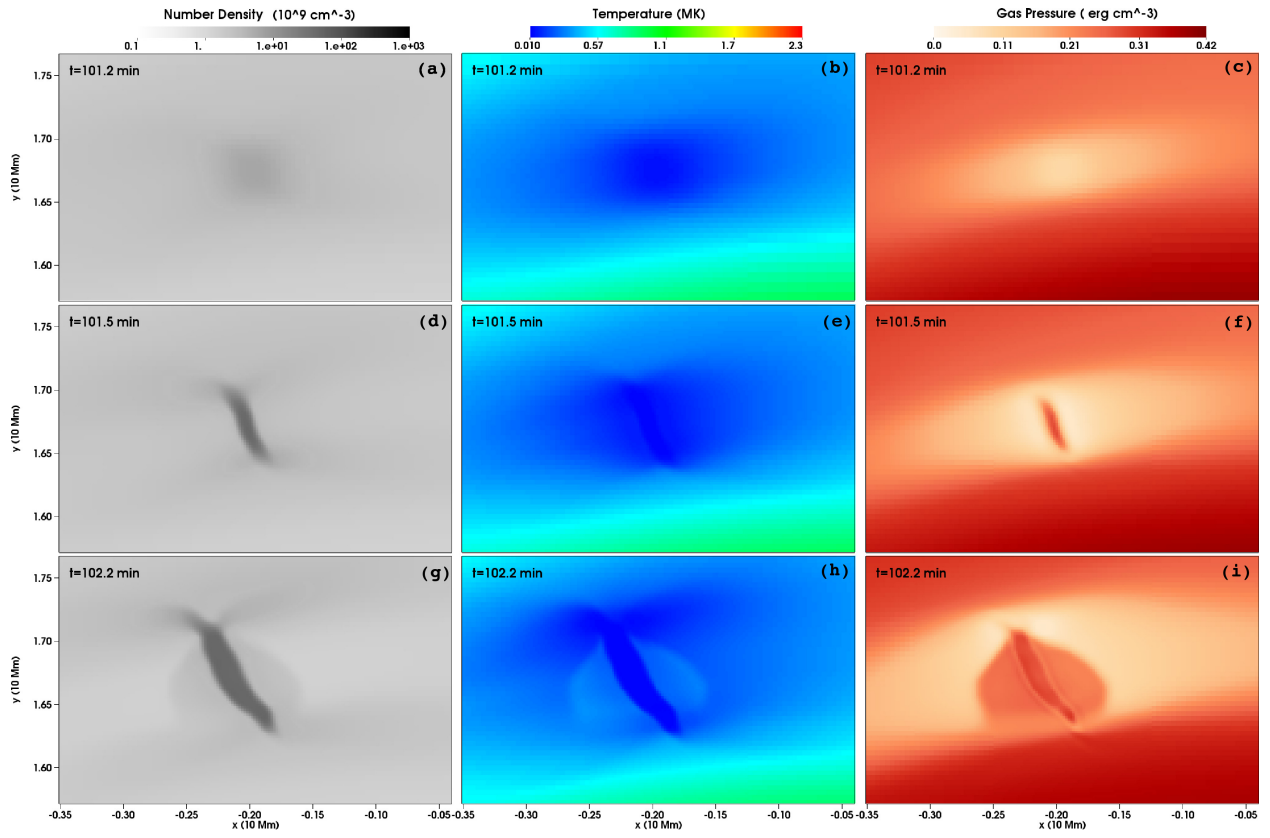 Number Density (10^9 cm^-3)
0.1 1. 1.e+01 1.e+02 1.e+03
Temperature (MK)
0.010 0.57 1.1 1.7 2.3
Gas Pressure ( erg cm^-3)
0.0 0.11 0.21 0.31 0.42
t=101.2 min (a)
t=101.2 min (b)
t=101.2 min (c)
1.75
1.70
1.65
1.60
y (10 Mm)
t=101.5 min (d)
t=101.5 min (e)
t=101.5 min (f)
1.75
1.70
1.65
1.60
y (10 Mm)
t=102.2 min (g)
t=102.2 min (h)
t=102.2 min (i)
1.75
1.70
1.65
1.60
y (10 Mm)
-0.35 -0.30 -0.25 -0.20 -0.15 -0.10 -0.05
x (10 Mm)
-0.35 -0.30 -0.25 -0.20 -0.15 -0.10 -0.05
x (10 Mm)
-0.35 -0.30 -0.25 -0.20 -0.15 -0.10 -0.05
x (10 Mm)